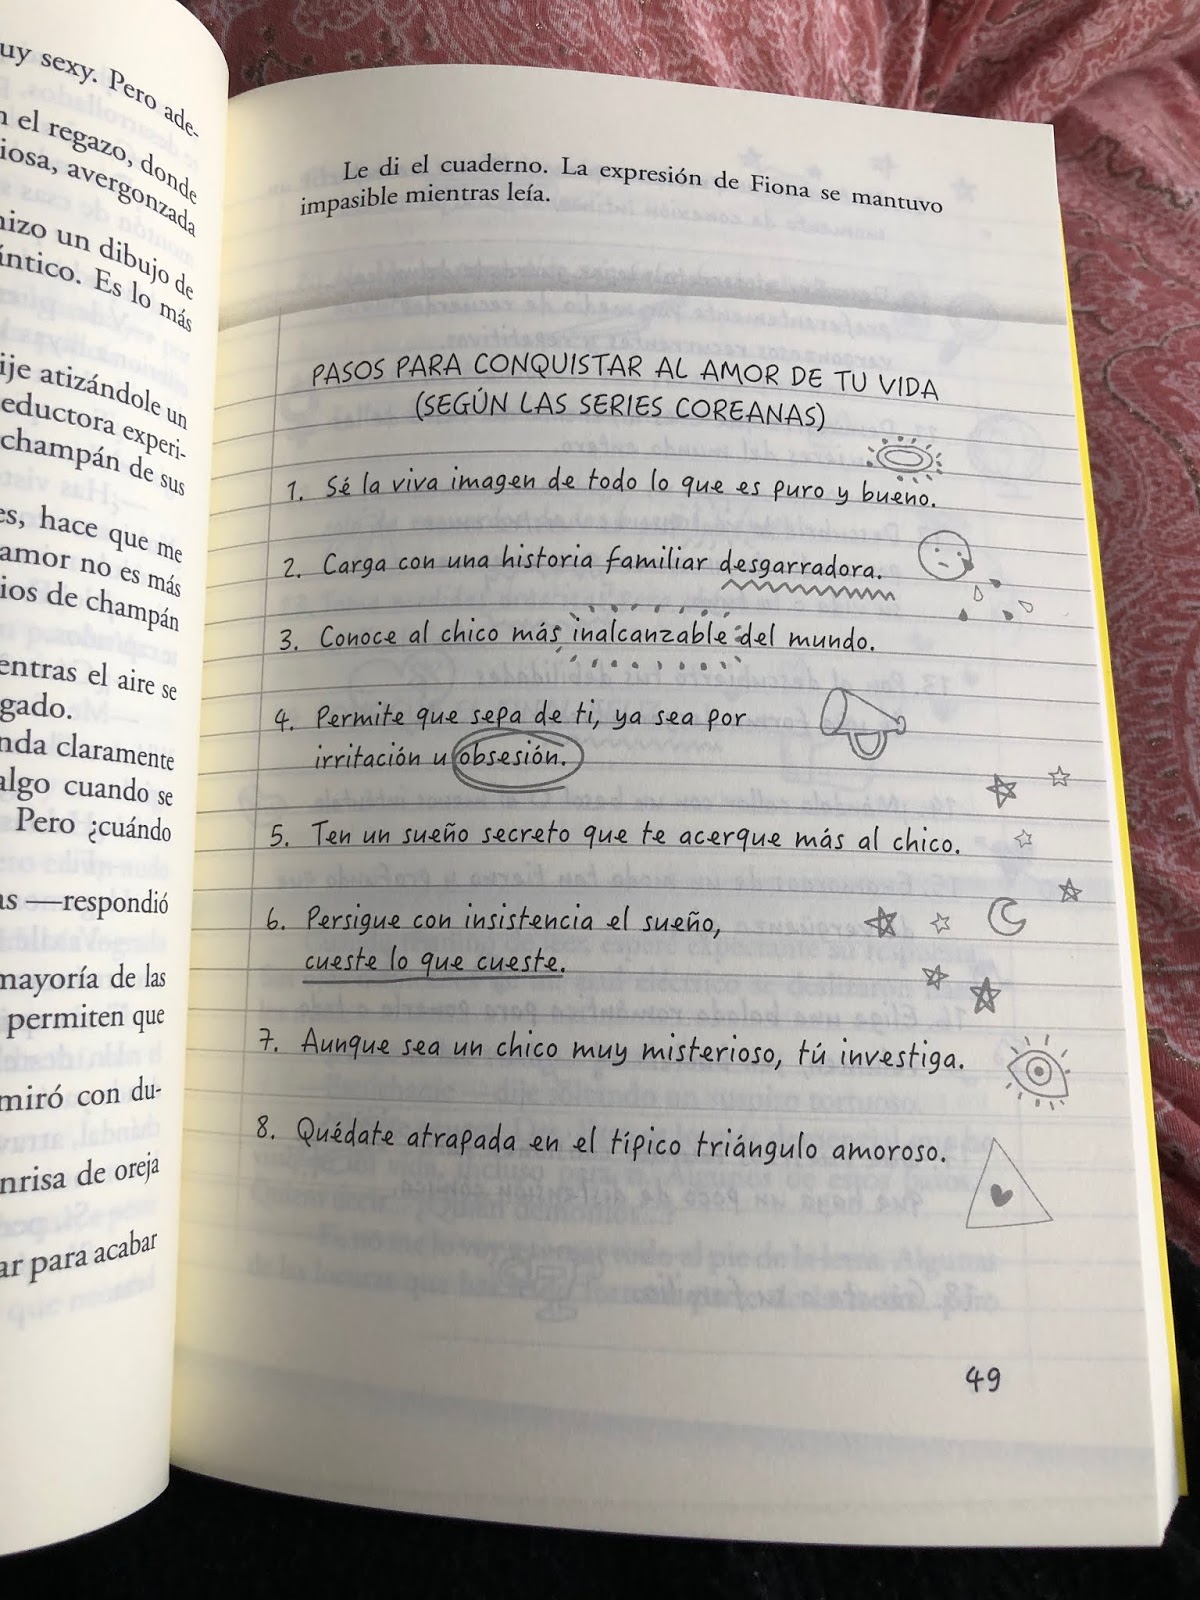 uy sexy. Pero ade-
n el regazo, donde
iosa, avergonzada
hizo un dibujo de
ántico. Es lo más
ije atizándole un
eductora experi-
champán de sus
es, hace que me
amor no es más
ios de champán
entras el aire se
gado.
nda claramente
algo cuando se
Pero ¿cuándo
as —respondió
mayoría de las
permiten que
miró con du-
nrisa de oreja
ar para acabar
Le di el cuaderno. La expresión de Fiona se mantuvo
impasible mientras leía.
PASOS PARA CONQUISTAR AL AMOR DE TU VIDA
(SEGÚN LAS SERIES COREANAS)
1. Sé la viva imagen de todo lo que es puro y bueno.
2. Carga con una historia familiar desgarradora.
3. Conoce al chico más inalcanzable del mundo.
4. Permite que sepa de ti, ya sea por
irritación u obsesión.
5. Ten un sueño secreto que te acerque más al chico.
6. Persigue con insistencia el sueño,
cueste lo que cueste.
7. Aunque sea un chico muy misterioso, tú investiga.
8. Quédate atrapada en el típico triángulo amoroso.
49